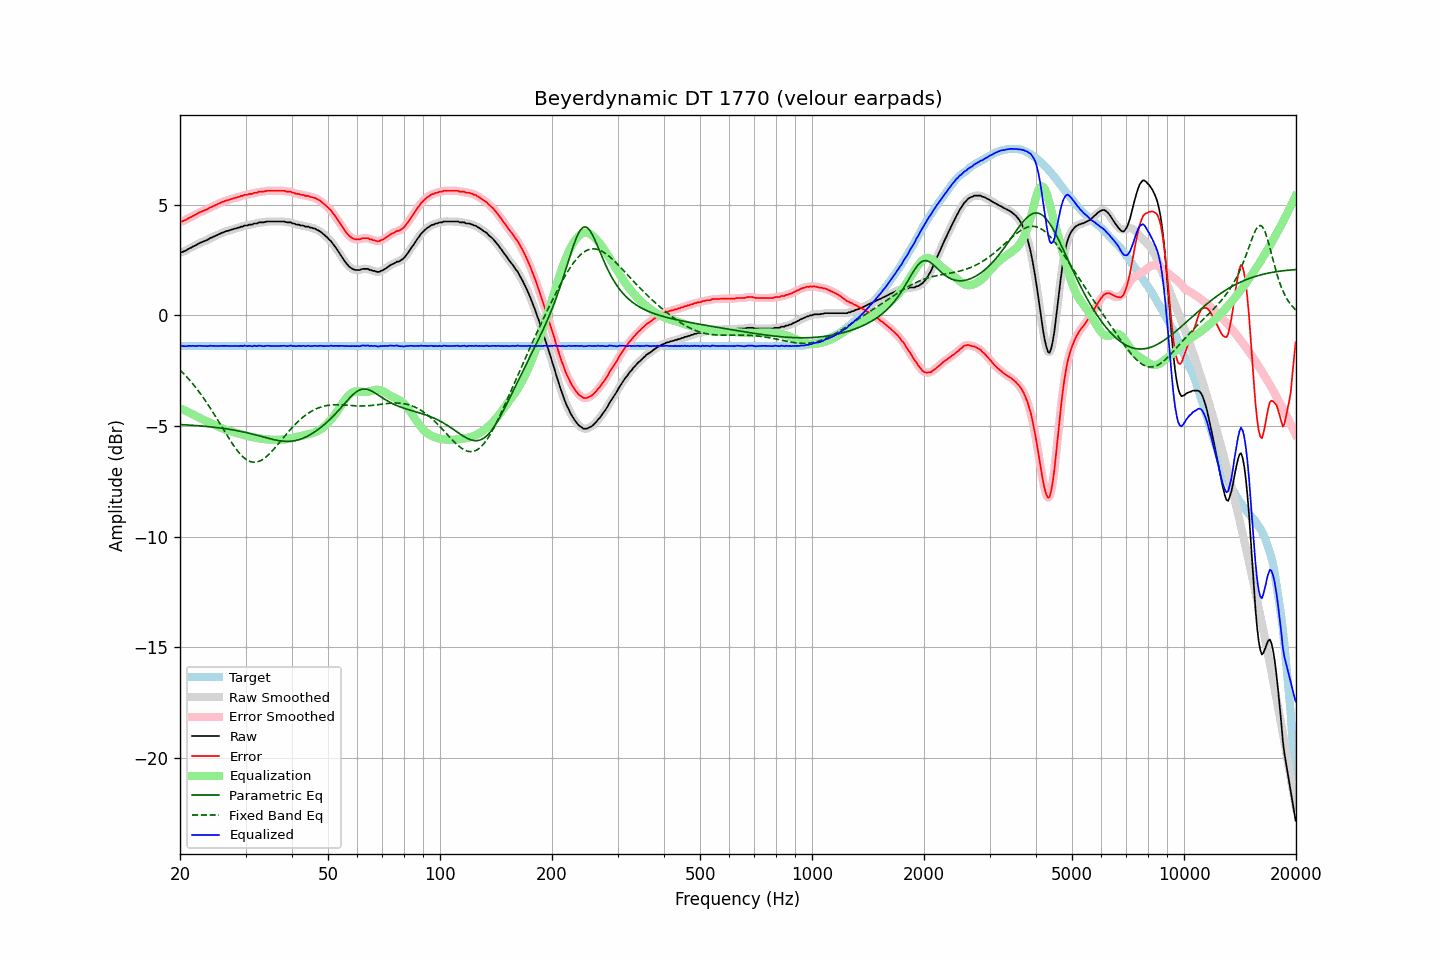 Beyerdynamic DT 1770 (velour earpads)
Amplitude (dBr)
5
0
−5
−10
−15
−20
Target
Raw Smoothed
Error Smoothed
Raw
Error
Equalization
Parametric Eq
Fixed Band Eq
Equalized
20 50 100 200 500 1000 2000 5000 10000 20000
Frequency (Hz)